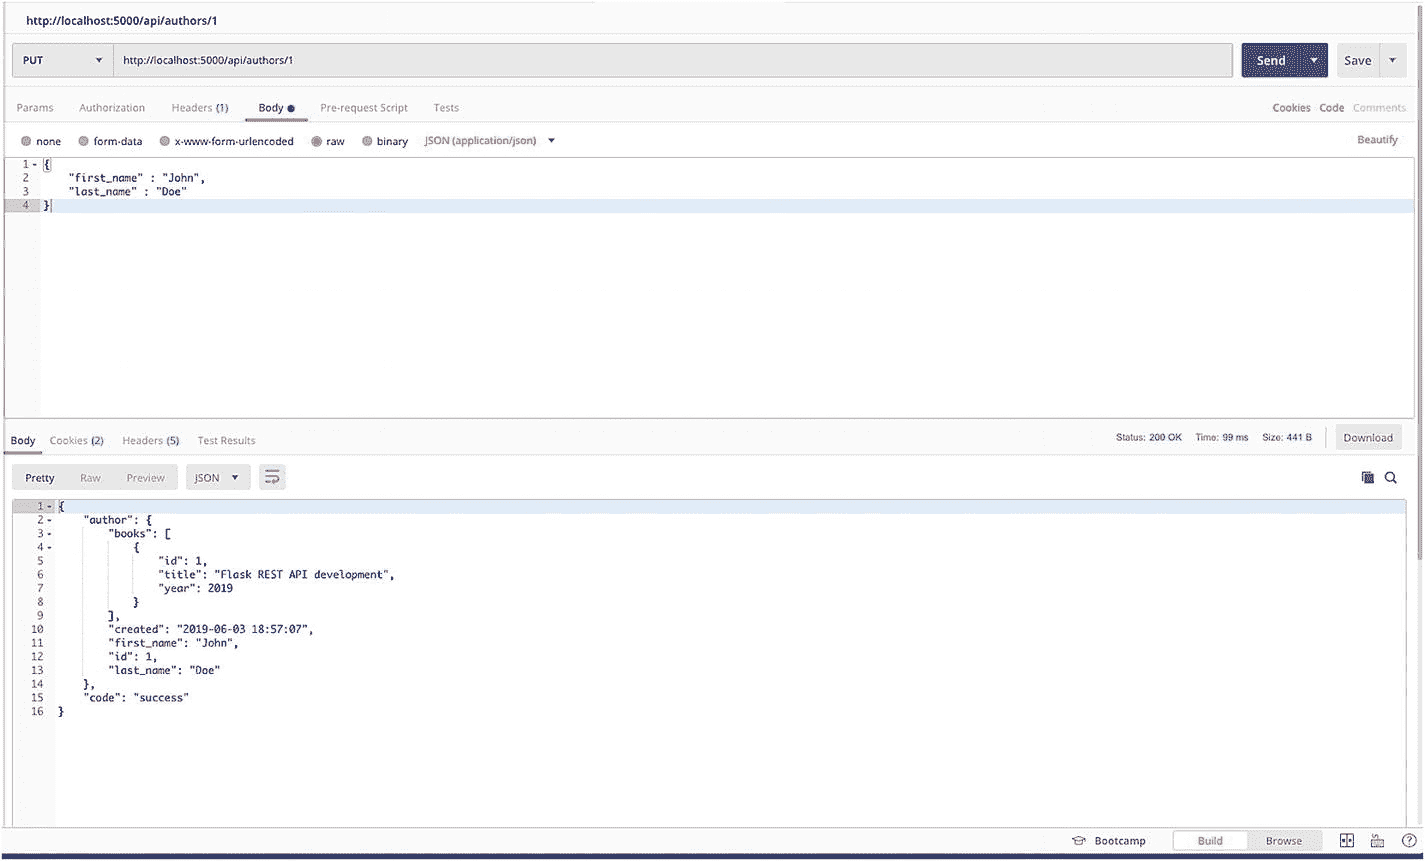 http://localhost:5000/api/authors/1
PUT http://localhost:5000/api/authors/1 Send Save
Params Authorization Headers (1) Body Pre-request Script Tests Cookies Code Comments
none form-data x-www-form-urlencoded raw binary JSON (application/json) Beautify
1 {
2 "first_name" : "John",
3 "last_name" : "Doe"
4 }
Body Cookies (2) Headers (5) Test Results Status: 200 OK Time: 99 ms Size: 441 B Download
Pretty Raw Preview JSON
1 {
2 "author": {
3 "books": [
4 {
5 "id": 1,
6 "title": "Flask REST API development",
7 "year": 2019
8 }
9 ],
10 "created": "2019-06-03 18:57:07",
11 "first_name": "John",
12 "id": 1,
13 "last_name": "Doe"
14 },
15 "code": "success"
16 }
Bootcamp Build Browse